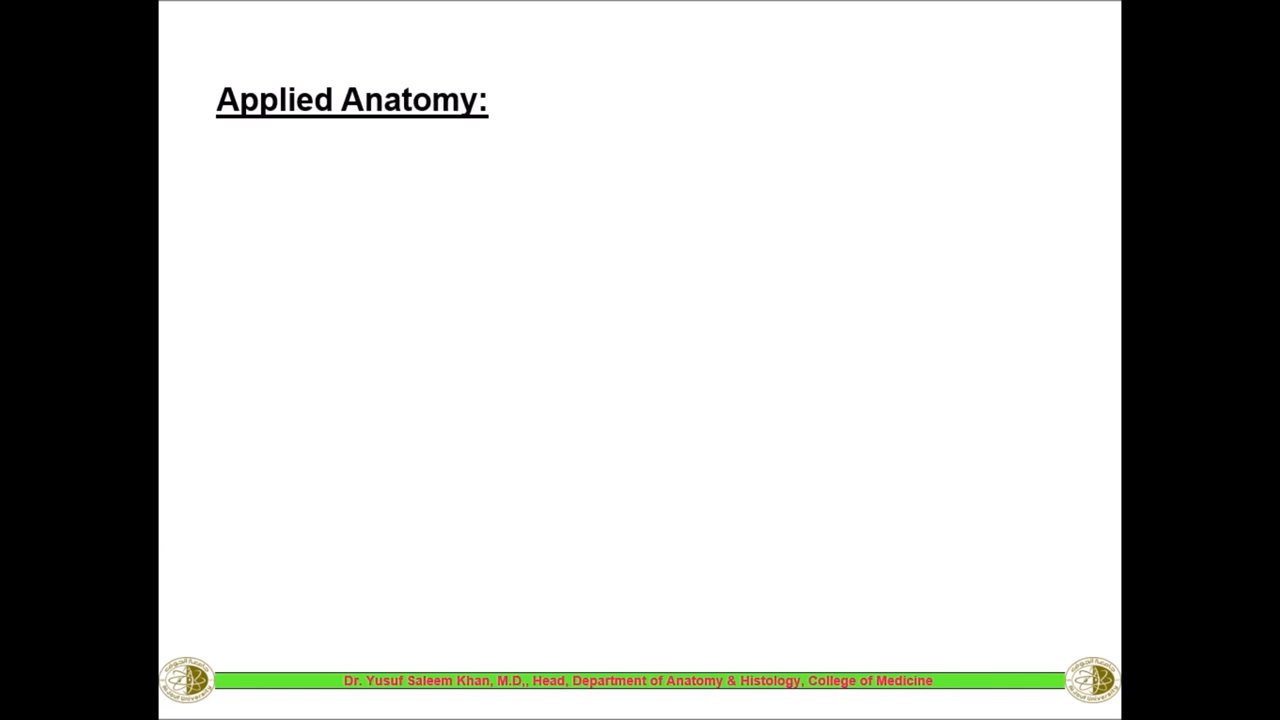 Applied Anatomy:
Dr. Yusuf Saleem Khan, M.D,, Head, Department of Anatomy & Histology, College of Medicine